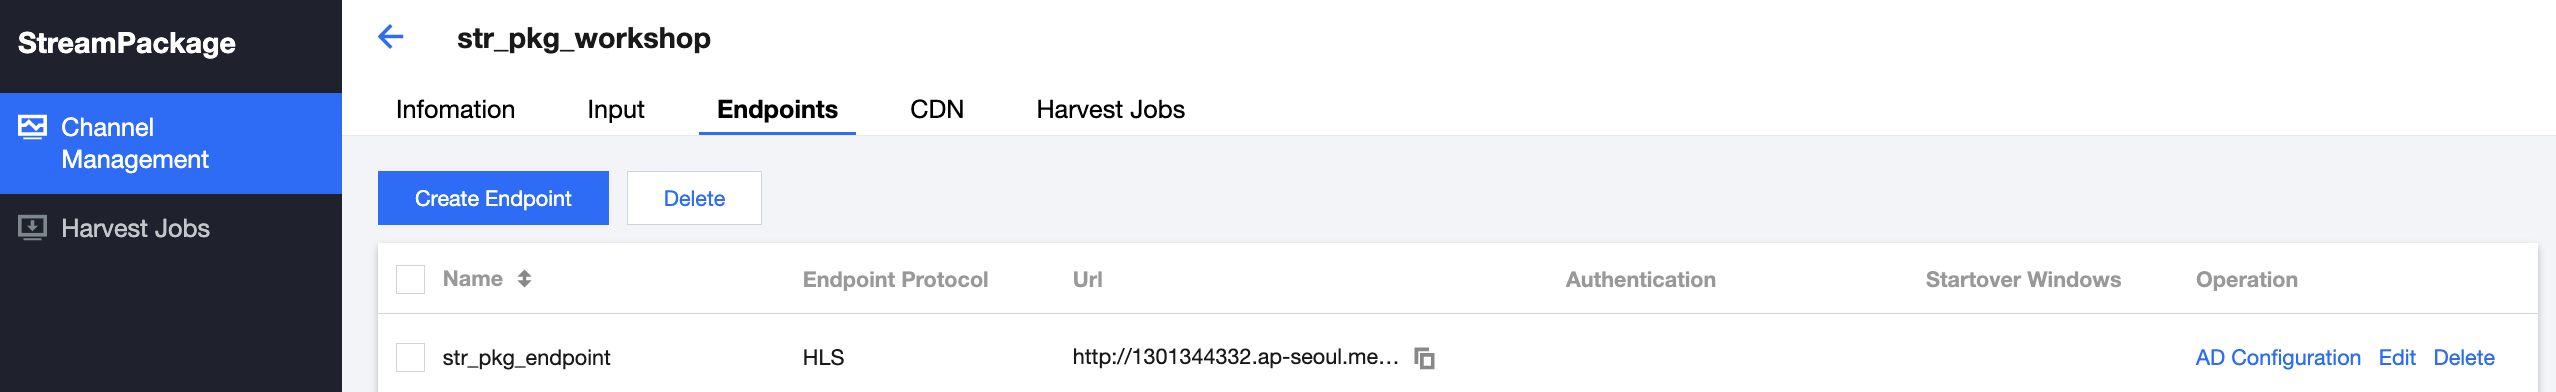 StreamPackage
Channel
Management
Harvest Jobs
str_pkg_workshop
Infomation Input Endpoints CDN Harvest Jobs
Create Endpoint Delete
Name Endpoint Protocol Url Authentication Startover Windows Operation
str_pkg_endpoint HLS http://1301344332.ap-seoul.me... AD Configuration Edit Delete